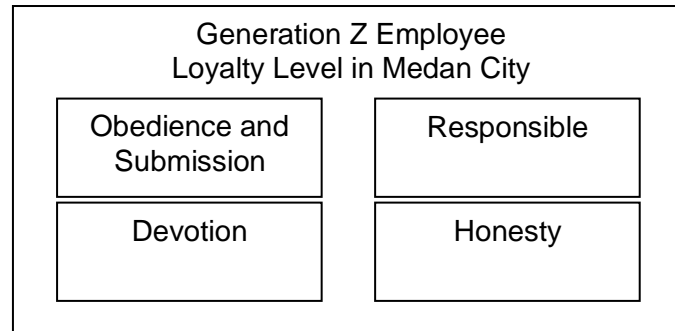 Generation Z Employee
Loyalty Level in Medan City
Obedience and
Submission
Responsible
Devotion
Honesty